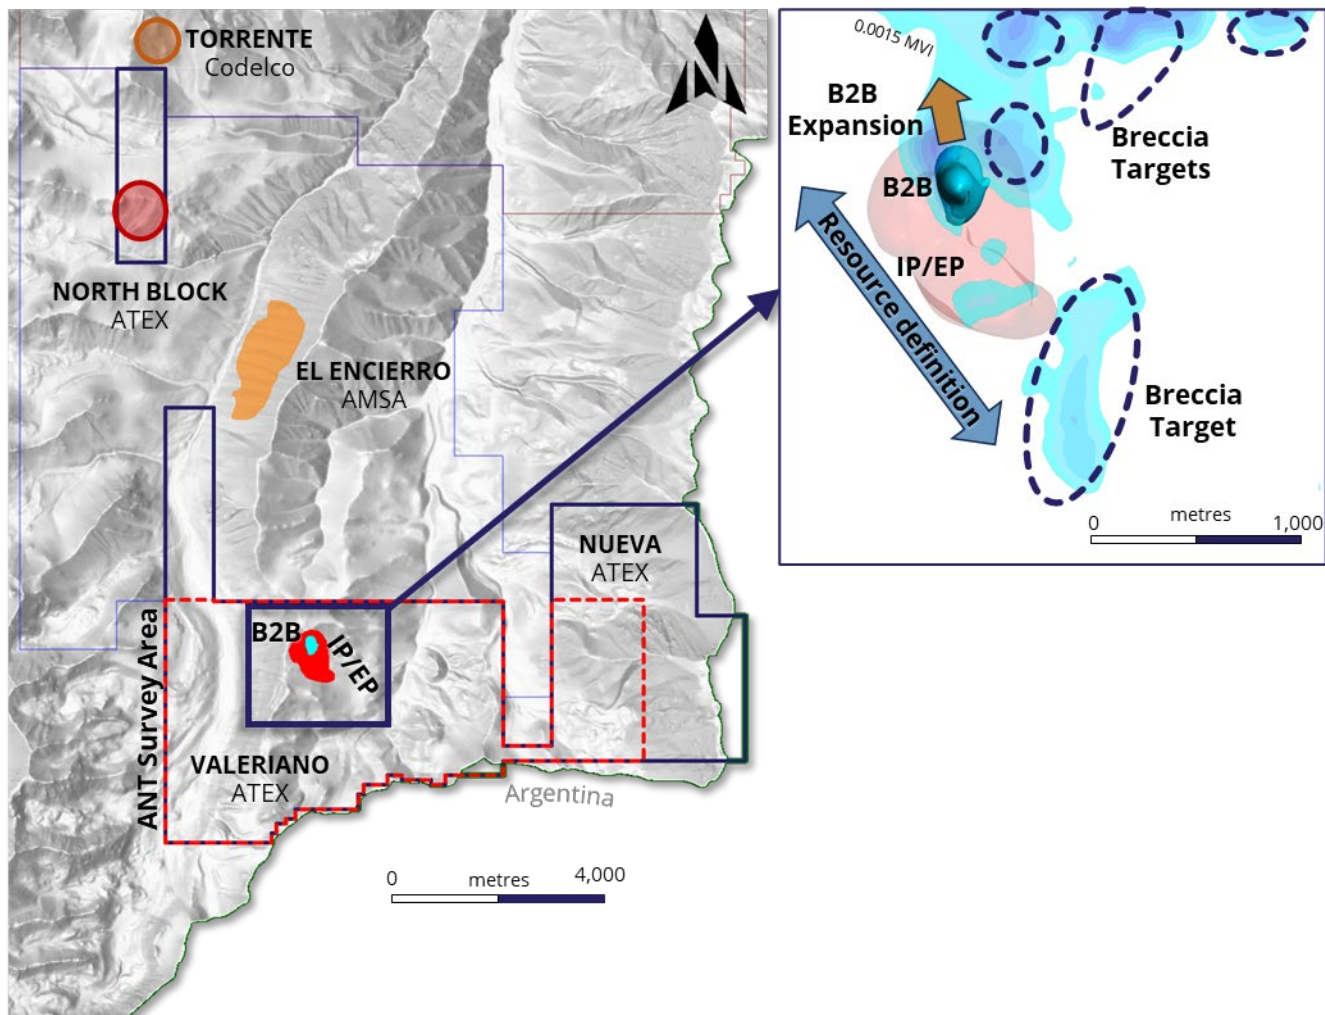 TORRENTE
Codelco
NORTH BLOCK
ATEX
EL ENCIERRO
AMSA
NUEVA
ATEX
B2B
IP/EP
ANT Survey Area
VALERIANO
ATEX
Argentina
0 metres 4,000
N
0.0015 MVI
B2B
Expansion
Breccia
Targets
B2B
IP/EP
Resource definition
Breccia
Target
0 metres 1,000